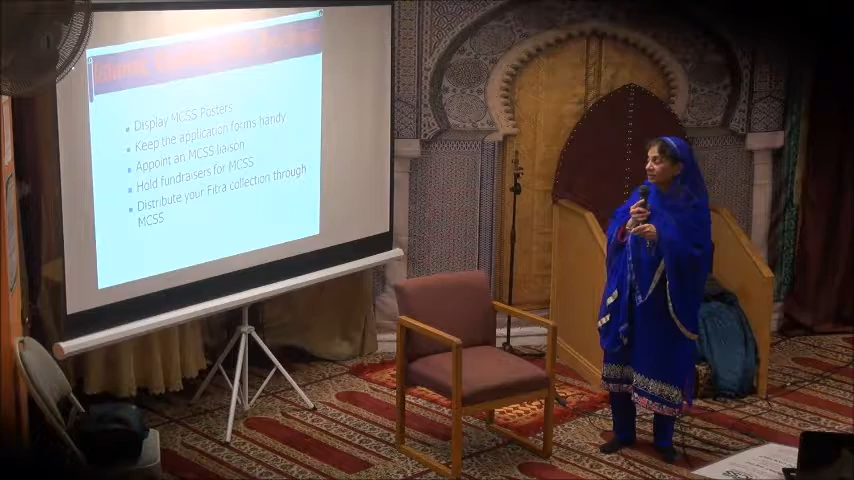 Display MCSS Posters
Keep the application forms handy
Appoint an MCSS liaison
Hold fundraisers for MCSS
Distribute your Fitra collection through
MCSS